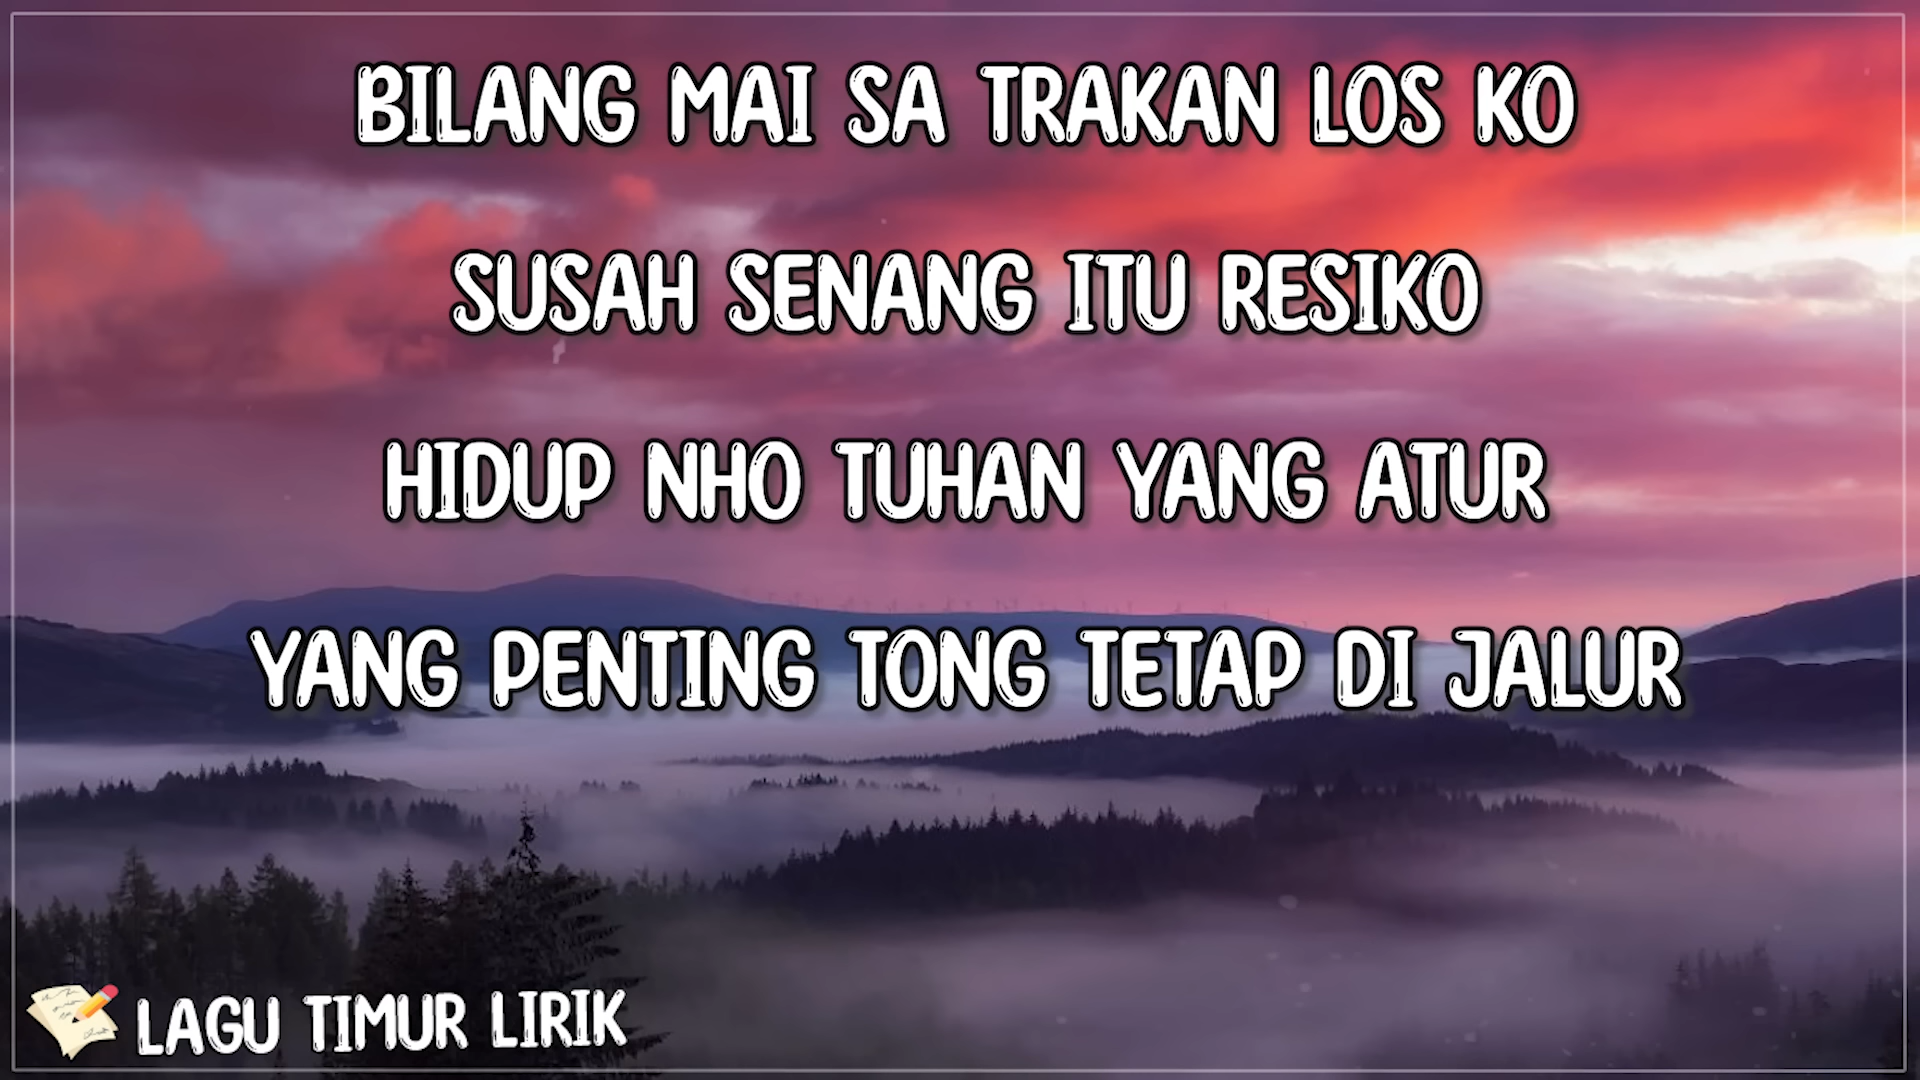 BILANG MAI SA TRAKAN LOS KO
SUSAH SENANG ITU RESIKO
HIDUP NHO TUHAN YANG ATUR
YANG PENTING TONG TETAP DI JALUR
LAGU TIMUR LIRIK